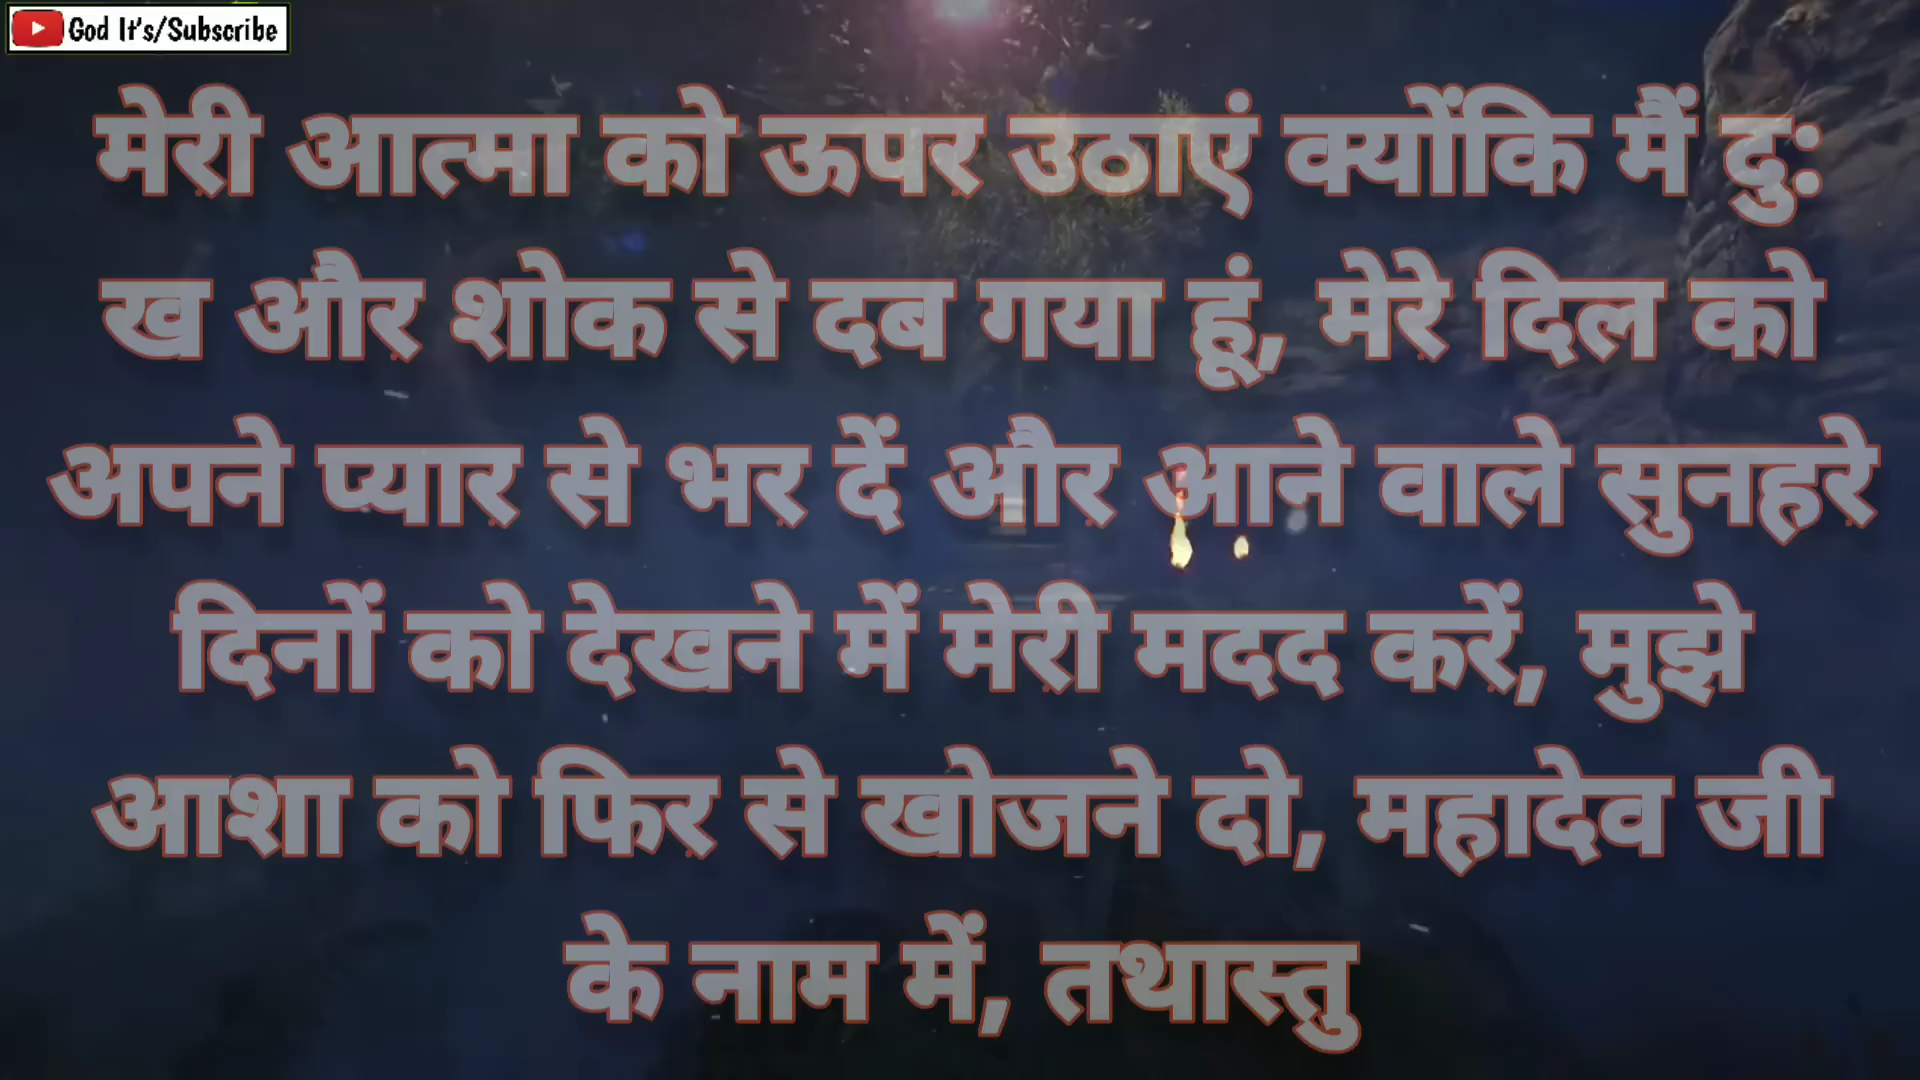 God It's/Subscribe
मेरी आत्मा को ऊपर उठाएं क्योंकि मैं दुः
ख और शोक से दब गया हूं, मेरे दिल को
अपने प्यार से भर दें और आने वाले सुनहरे
दिनों को देखने में मेरी मदद करें, मुझे
आशा को फिर से खोजने दो, महादेव जी
के नाम में, तथास्तु